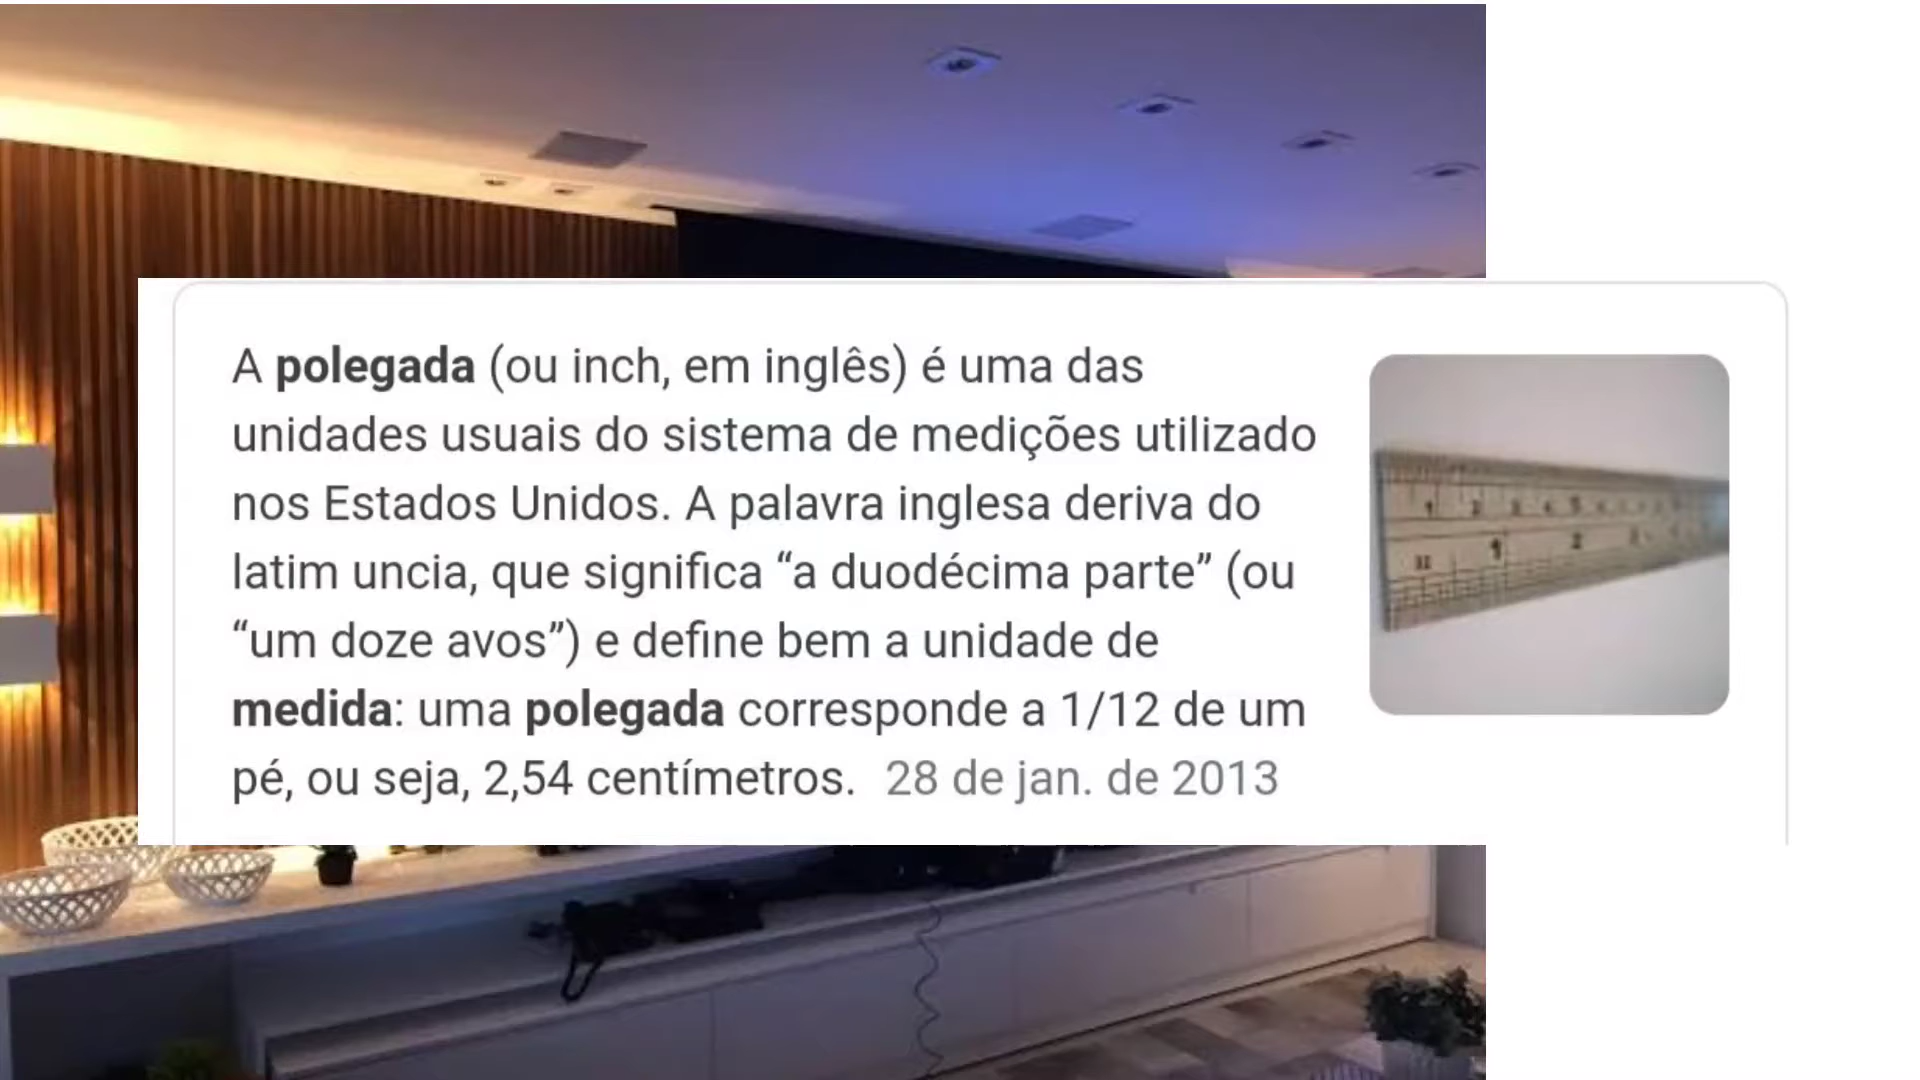 A polegada (ou inch, em inglês) é uma das
unidades usuais do sistema de medições utilizado
nos Estados Unidos. A palavra inglesa deriva do
latim uncia, que significa “a duodécima parte” (ou
“um doze avos”) e define bem a unidade de
medida: uma polegada corresponde a 1/12 de um
pé, ou seja, 2,54 centímetros. 28 de jan. de 2013